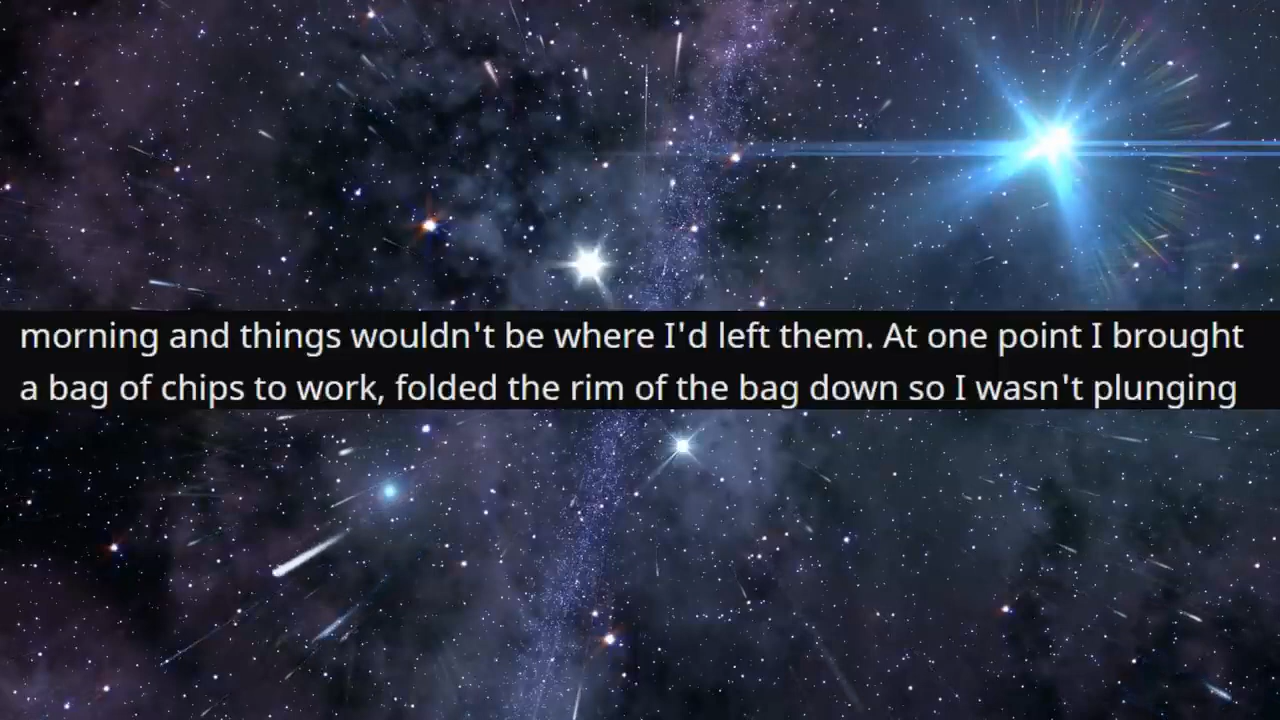 morning and things wouldn't be where I'd left them. At one point I brought
a bag of chips to work, folded the rim of the bag down so I wasn't plunging